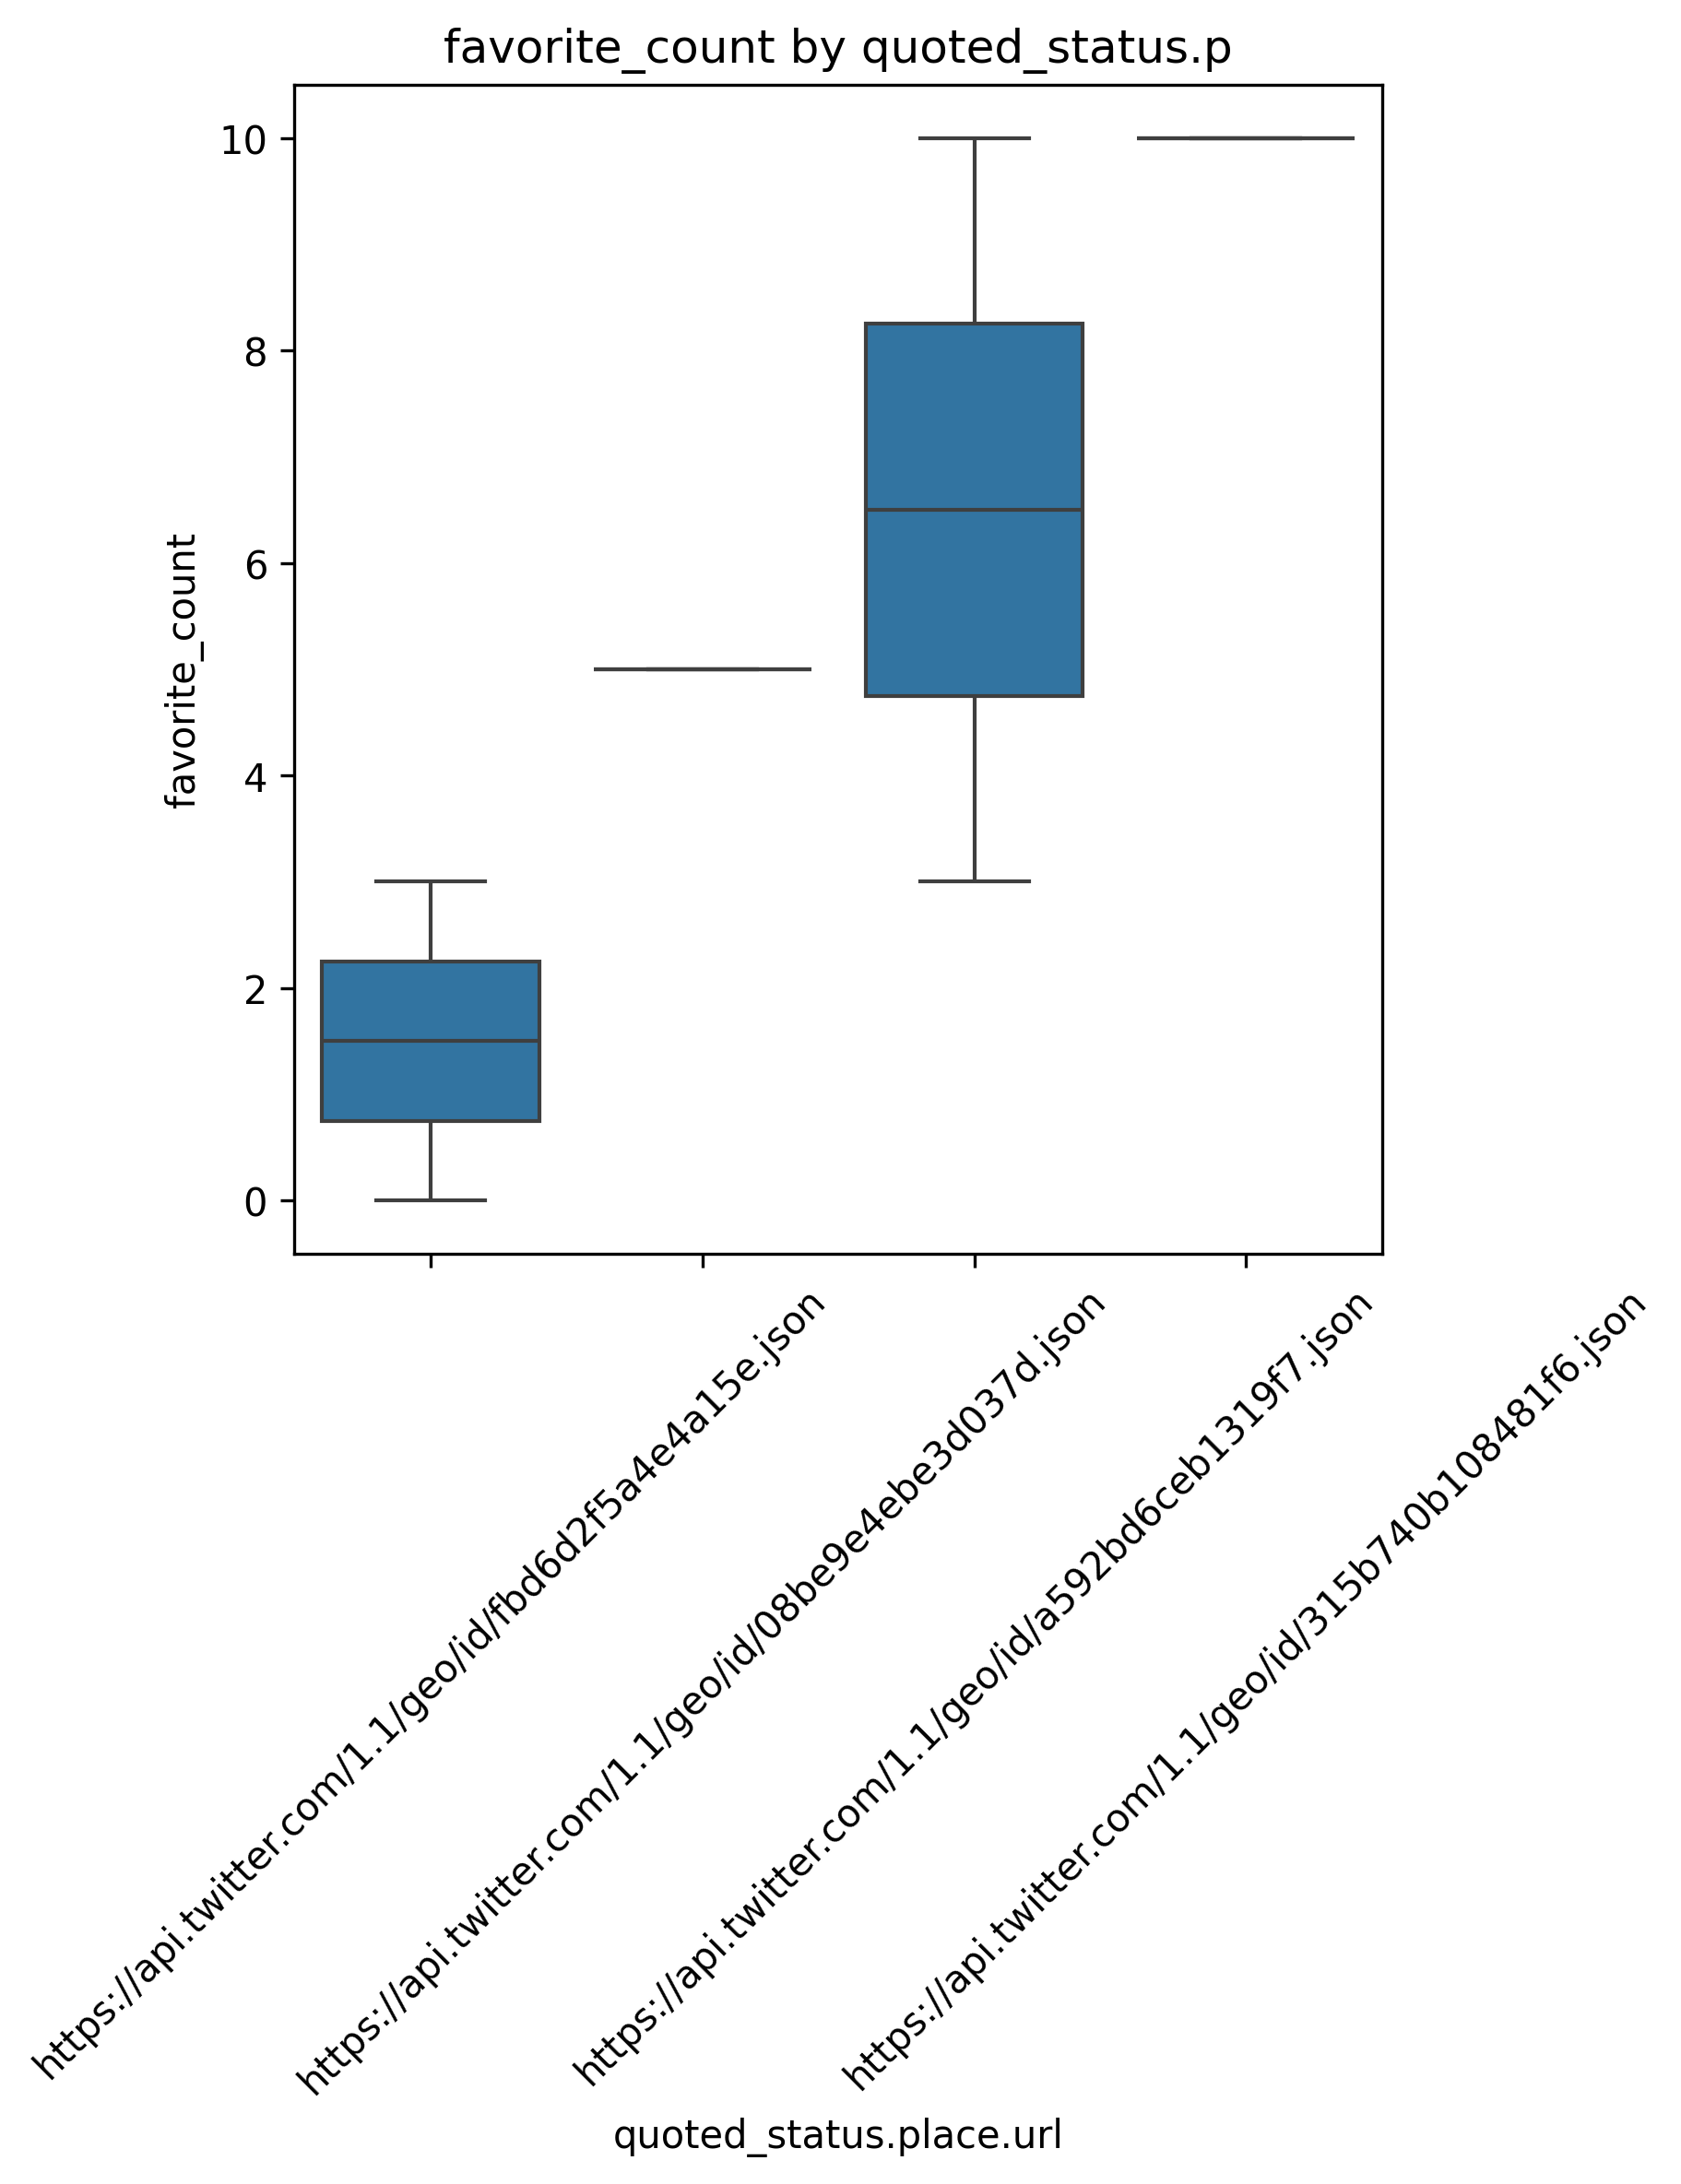 favorite_count by quoted_status.p
10
8
6
4
2
0
favorite_count
https://api.twitter.com/1.1/geo/id/fbd6d2f5a4e4a15e.json
https://api.twitter.com/1.1/geo/id/08be9e4ebe3d037d.json
https://api.twitter.com/1.1/geo/id/a592bd6ceb1319f7.json
https://api.twitter.com/1.1/geo/id/315b740b108481f6.json
quoted_status.place.url